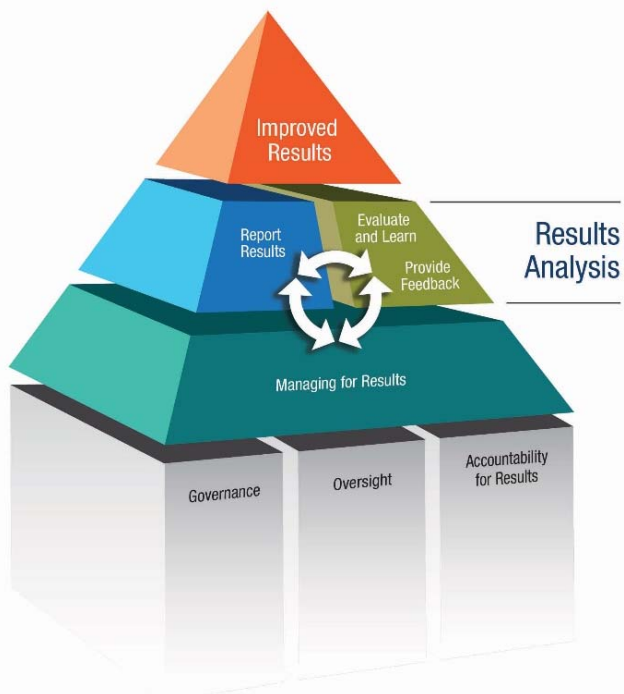 Improved
Results
Report
Results
Evaluate
and Learn
Provide
Feedback
Results
Analysis
Managing for Results
Governance
Oversight
Accountability
for Results